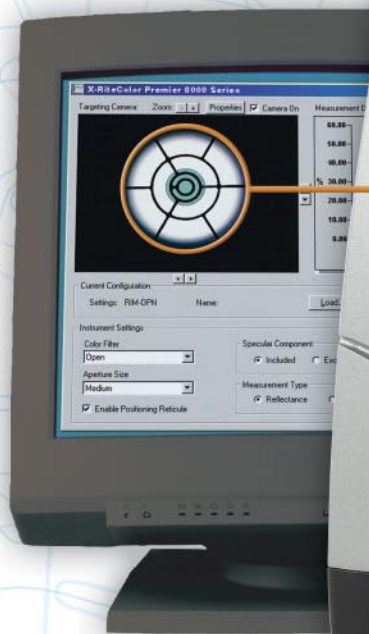 X-RiteColor Premier 8000 Series
Targeting Camera: Zoom: - + Properties Camera On Measurement D
60.00
50.00
40.00
% 30.00
20.00
10.00
0.00
Current Configuration
Settings: RIM-OPN Name: Load.
Instrument Settings
Color Filter
Open
Specular Component
Included Exc
Aperture Size
Medium
Measurement Type
Reflectance
Enable Positioning Reticule